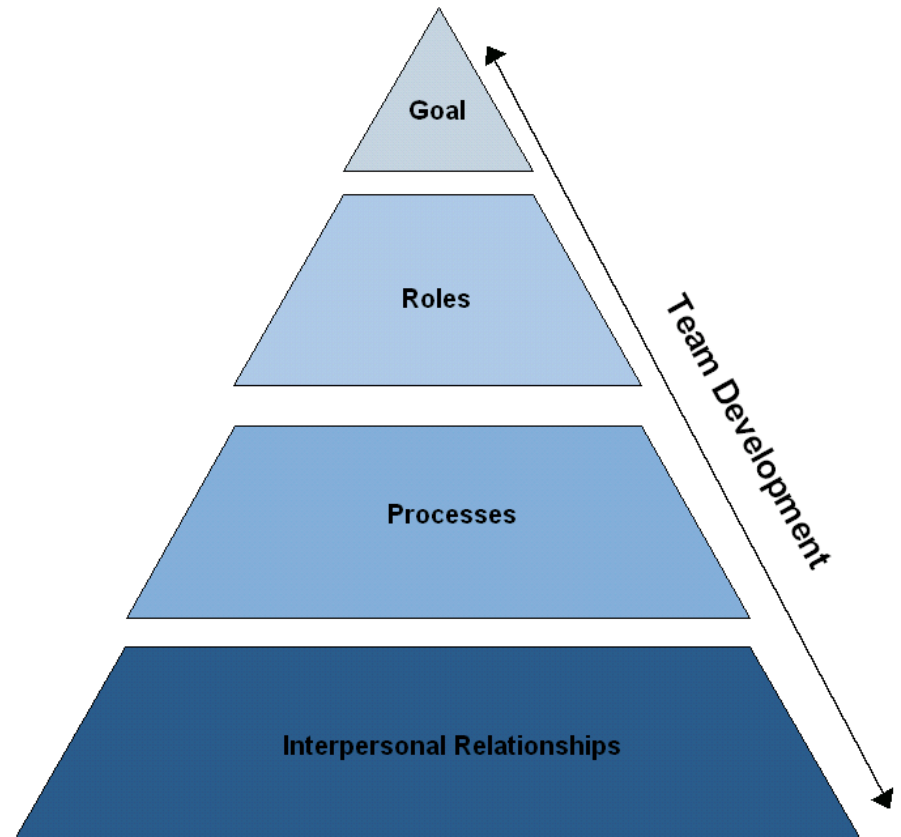 Goal
Roles
Team Development
Processes
Interpersonal Relationships